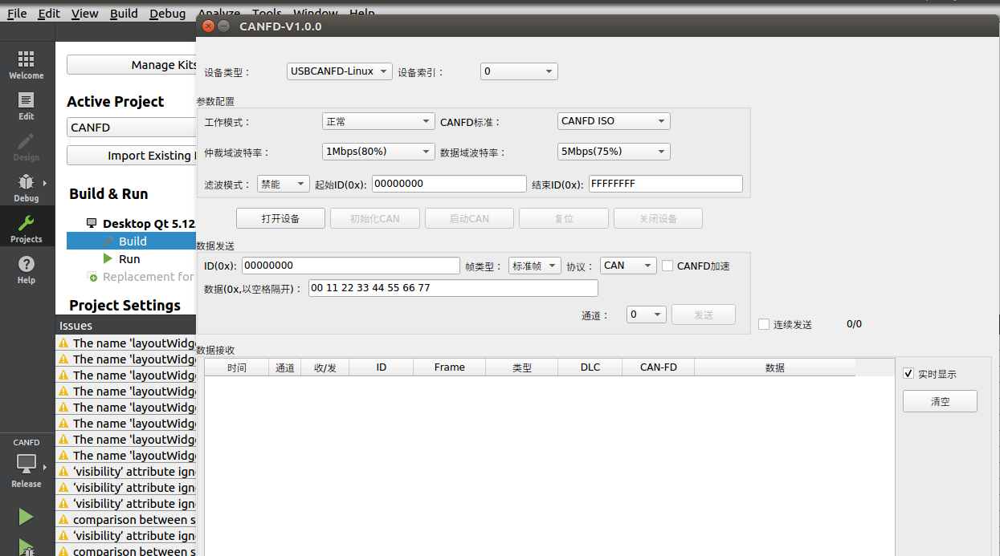 File Edit View Build Debug Analyze Tools Window Help
CANFD-V1.0.0
Welcome
Edit
Design
Debug
Projects
Help
CANFD
Release
Manage Kits
Active Project
CANFD
Import Existing
Build & Run
Desktop Qt 5.12.
Build
Run
Replacement for
Project Settings
Issues
The name 'layoutWidge
The name 'layoutWidge
The name 'layoutWidge
The name 'layoutWidge
The name 'layoutWidge
The name 'layoutWidge
The name 'layoutWidge
The name 'layoutWidge
‘visibility’ attribute ign
‘visibility’ attribute ign
‘visibility’ attribute ign
comparison between s
‘visibility’ attribute ign
comparison between s
设备类型： USBCANFD-Linux 设备索引： 0
参数配置
工作模式： 正常 CANFD标准： CANFD ISO
仲裁域波特率： 1Mbps(80%) 数据域波特率： 5Mbps(75%)
滤波模式： 禁能 起始ID(0x): 00000000 结束ID(0x): FFFFFFFF
打开设备 初始化CAN 启动CAN 复位 关闭设备
数据发送
ID(0x): 00000000 帧类型： 标准帧 协议： CAN CANFD加速
数据(0x,以空格隔开)： 00 11 22 33 44 55 66 77
通道： 0 发送
连续发送 0/0
数据接收
时间 通道 收/发 ID Frame 类型 DLC CAN-FD 数据
实时显示
清空